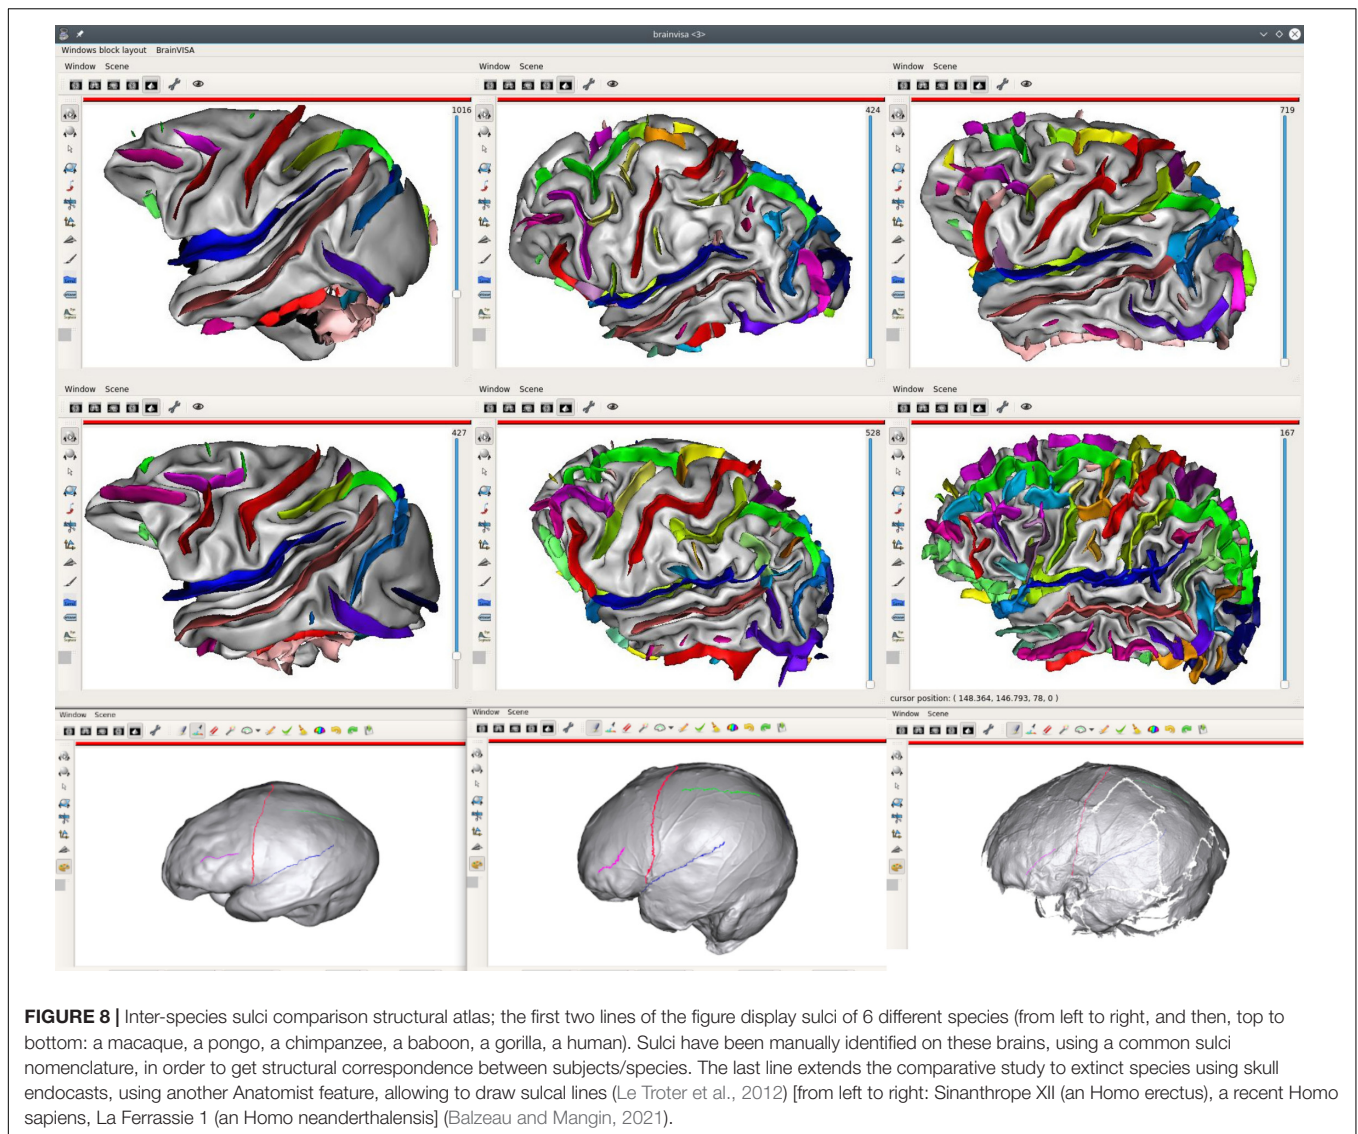 brainvisa <3>
Windows block layout BrainVISA
Window Scene
Window Scene
Window Scene
1016
424
719
Window Scene
Window Scene
Window Scene
427
528
167
cursor position: ( 148.364, 146.793, 78, 0 )
Window Scene
Window Scene
Window Scene
FIGURE 8 | Inter-species sulci comparison structural atlas; the first two lines of the figure display sulci of 6 different species (from left to right, and then, top to
bottom: a macaque, a pongo, a chimpanzee, a baboon, a gorilla, a human). Sulci have been manually identified on these brains, using a common sulci
nomenclature, in order to get structural correspondence between subjects/species. The last line extends the comparative study to extinct species using skull
endocasts, using another Anatomist feature, allowing to draw sulcal lines (Le Troter et al., 2012) [from left to right: Sinanthrope XII (an Homo erectus), a recent Homo
sapiens, La Ferrassie 1 (an Homo neanderthalensis] (Balzeau and Mangin, 2021).